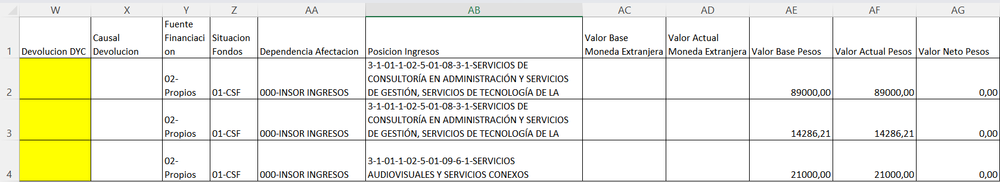 W X Y Z AA AB AC AD AE AF AG
1 Devolucion DYC Causal Devolucion Fuente Financiaci on Situacion Fondos Dependencia Afectacion Posicion Ingresos Valor Base Moneda Extranjera Valor Actual Moneda Extranjera Valor Base Pesos Valor Actual Pesos Valor Neto Pesos
2 02- Propios 01-CSF 000-INSOR INGRESOS 3-1-01-1-02-5-01-08-3-1-SERVICIOS DE
CONSULTORÍA EN ADMINISTRACIÓN Y SERVICIOS
DE GESTIÓN, SERVICIOS DE TECNOLOGÍA DE LA 89000,00 89000,00 0,00
3 02- Propios 01-CSF 000-INSOR INGRESOS 3-1-01-1-02-5-01-08-3-1-SERVICIOS DE
CONSULTORÍA EN ADMINISTRACIÓN Y SERVICIOS
DE GESTIÓN, SERVICIOS DE TECNOLOGÍA DE LA 14286,21 14286,21 0,00
4 02- Propios 01-CSF 000-INSOR INGRESOS 3-1-01-1-02-5-01-09-6-1-SERVICIOS
AUDIOVISUALES Y SERVICIOS CONEXOS 21000,00 21000,00 0,00